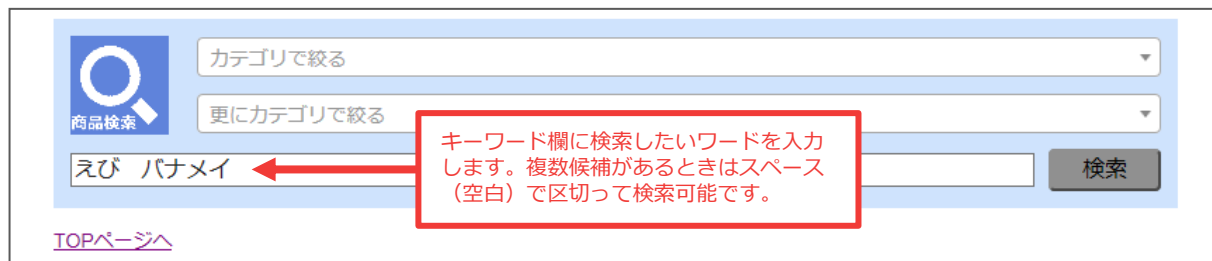 カテゴリで絞る
商品検索
更にカテゴリで絞る
キーワード欄に検索したいワードを入力
します。複数候補があるときはスペース
（空白）で区切って検索可能です。
えび　バナメイ
検索
TOPページへ